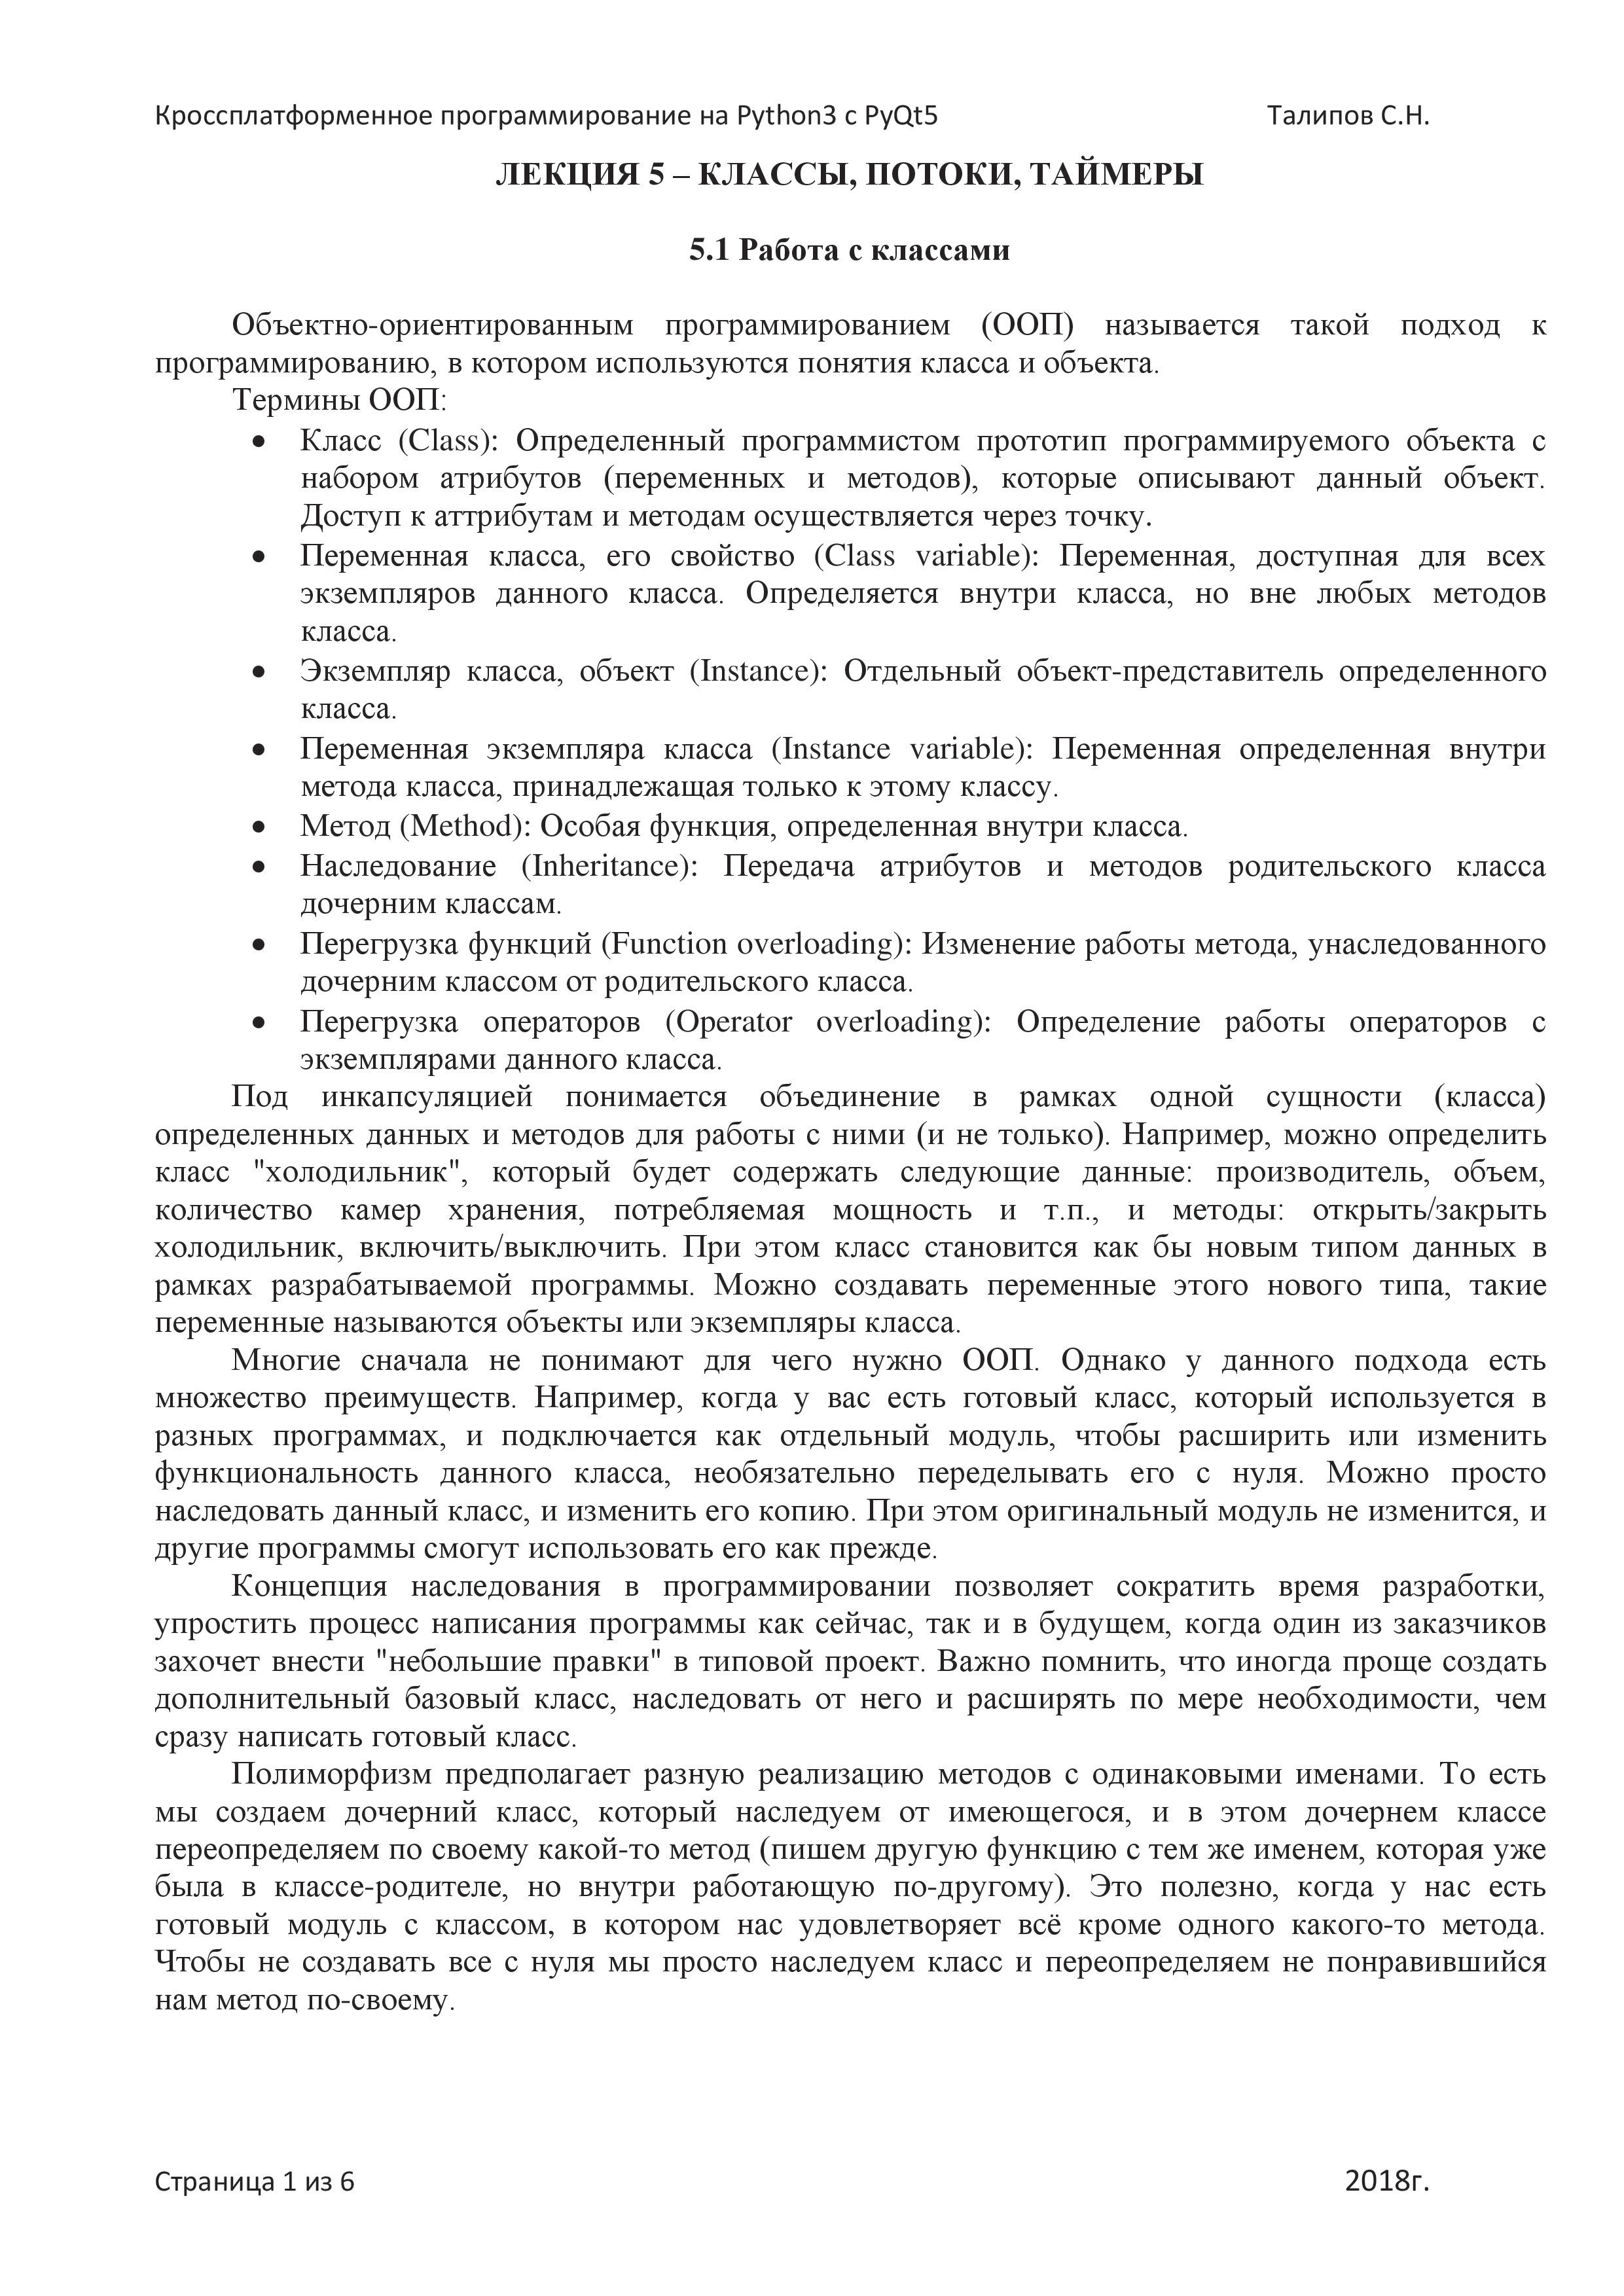 Кроссплатформенное программирование на Python3 с PyQt5 Талипов С.Н.
ЛЕКЦИЯ 5 – КЛАССЫ, ПОТОКИ, ТАЙМЕРЫ
5.1 Работа с классами
Объектно-ориентированным программированием (ООП) называется такой подход к
программированию, в котором используются понятия класса и объекта.
Термины ООП:
• Класс (Class): Определенный программистом прототип программируемого объекта с
набором атрибутов (переменных и методов), которые описывают данный объект.
Доступ к аттрибутам и методам осуществляется через точку.
• Переменная класса, его свойство (Class variable): Переменная, доступная для всех
экземпляров данного класса. Определяется внутри класса, но вне любых методов
класса.
• Экземпляр класса, объект (Instance): Отдельный объект-представитель определенного
класса.
• Переменная экземпляра класса (Instance variable): Переменная определенная внутри
метода класса, принадлежащая только к этому классу.
• Метод (Method): Особая функция, определенная внутри класса.
• Наследование (Inheritance): Передача атрибутов и методов родительского класса
дочерним классам.
• Перегрузка функций (Function overloading): Изменение работы метода, унаследованного
дочерним классом от родительского класса.
• Перегрузка операторов (Operator overloading): Определение работы операторов с
экземплярами данного класса.
Под инкапсуляцией понимается объединение в рамках одной сущности (класса)
определенных данных и методов для работы с ними (и не только). Например, можно определить
класс "холодильник", который будет содержать следующие данные: производитель, объем,
количество камер хранения, потребляемая мощность и т.п., и методы: открыть/закрыть
холодильник, включить/выключить. При этом класс становится как бы новым типом данных в
рамках разрабатываемой программы. Можно создавать переменные этого нового типа, такие
переменные называются объекты или экземпляры класса.
Многие сначала не понимают для чего нужно ООП. Однако у данного подхода есть
множество преимуществ. Например, когда у вас есть готовый класс, который используется в
разных программах, и подключается как отдельный модуль, чтобы расширить или изменить
функциональность данного класса, необязательно переделывать его с нуля. Можно просто
наследовать данный класс, и изменить его копию. При этом оригинальный модуль не изменится, и
другие программы смогут использовать его как прежде.
Концепция наследования в программировании позволяет сократить время разработки,
упростить процесс написания программы как сейчас, так и в будущем, когда один из заказчиков
захочет внести "небольшие правки" в типовой проект. Важно помнить, что иногда проще создать
дополнительный базовый класс, наследовать от него и расширять по мере необходимости, чем
сразу написать готовый класс.
Полиморфизм предполагает разную реализацию методов с одинаковыми именами. То есть
мы создаем дочерний класс, который наследуем от имеющегося, и в этом дочернем классе
переопределяем по своему какой-то метод (пишем другую функцию с тем же именем, которая уже
была в классе-родителе, но внутри работающую по-другому). Это полезно, когда у нас есть
готовый модуль с классом, в котором нас удовлетворяет всё кроме одного какого-то метода.
Чтобы не создавать все с нуля мы просто наследуем класс и переопределяем не понравившийся
нам метод по-своему.
Страница 1 из 6 2018г.